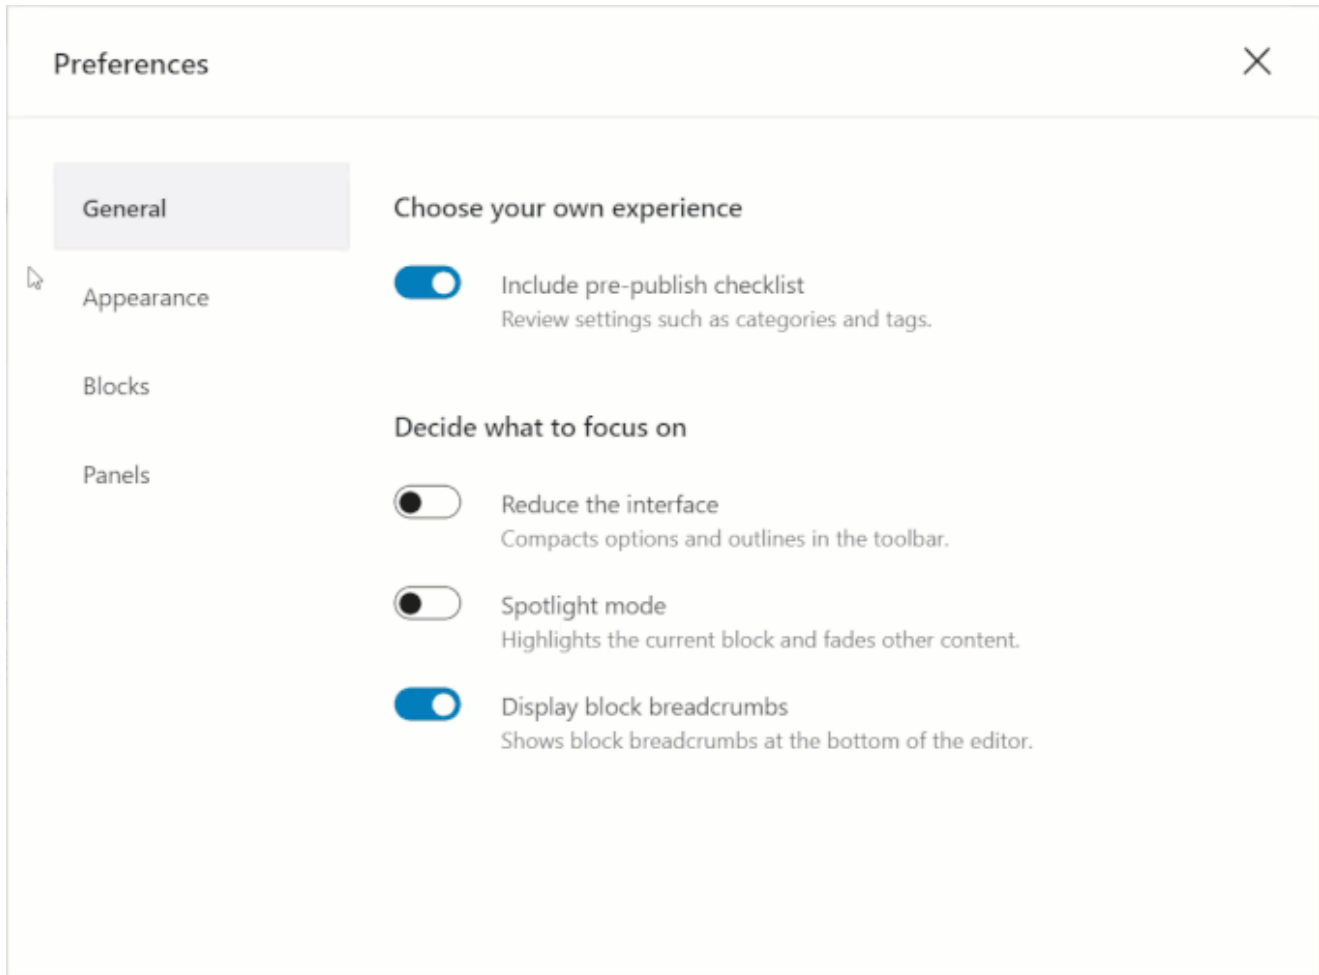 Preferences
General
Appearance
Blocks
Panels
Choose your own experience
Include pre-publish checklist
Review settings such as categories and tags.
Decide what to focus on
Reduce the interface
Compacts options and outlines in the toolbar.
Spotlight mode
Highlights the current block and fades other content.
Display block breadcrumbs
Shows block breadcrumbs at the bottom of the editor.